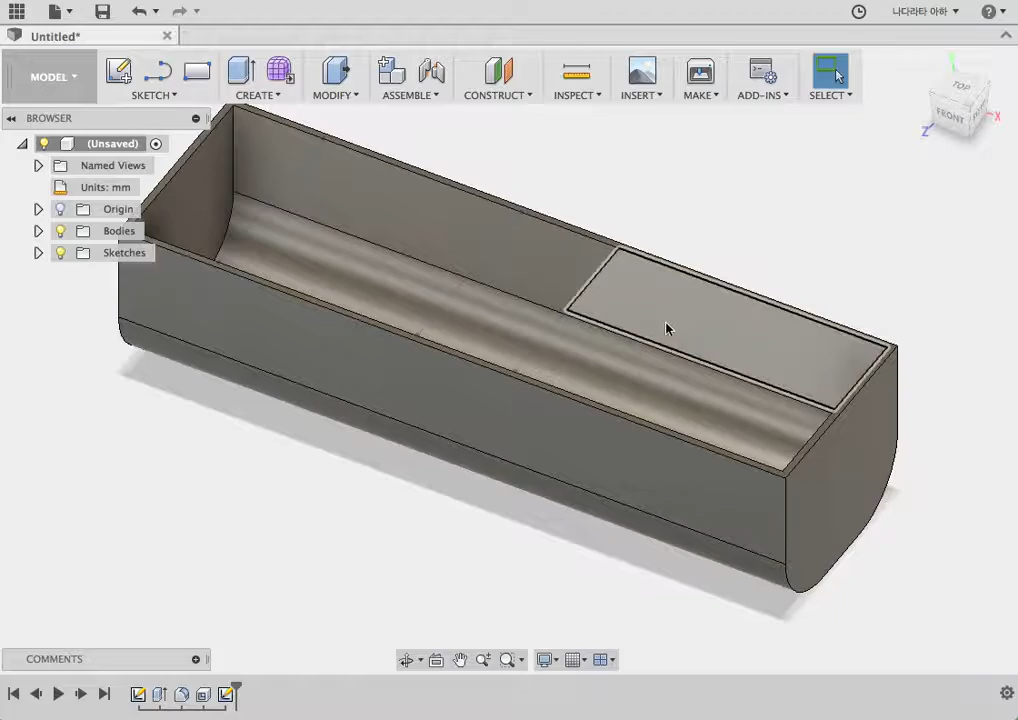 나다라타 아하
Untitled*
MODEL
SKETCH
CREATE
MODIFY
ASSEMBLE
CONSTRUCT
INSPECT
INSERT
MAKE
ADD-INS
SELECT
BROWSER
(Unsaved)
Named Views
Units: mm
Origin
Bodies
Sketches
TOP
FRONT
X
Z
COMMENTS